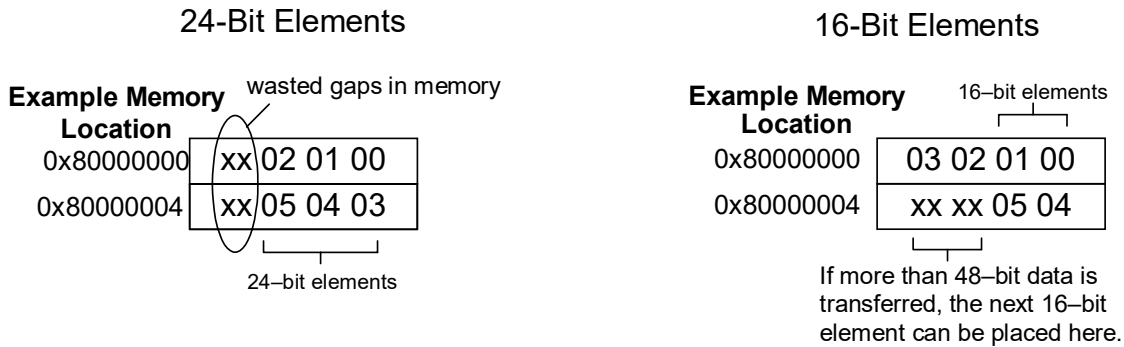 24-Bit Elements
Example Memory
Location
wasted gaps in memory
0x80000000 xx 02 01 00
0x80000004 xx 05 04 03
24–bit elements
16-Bit Elements
Example Memory
Location
16–bit elements
0x80000000 03 02 01 00
0x80000004 xx xx 05 04
If more than 48–bit data is
transferred, the next 16–bit
element can be placed here.